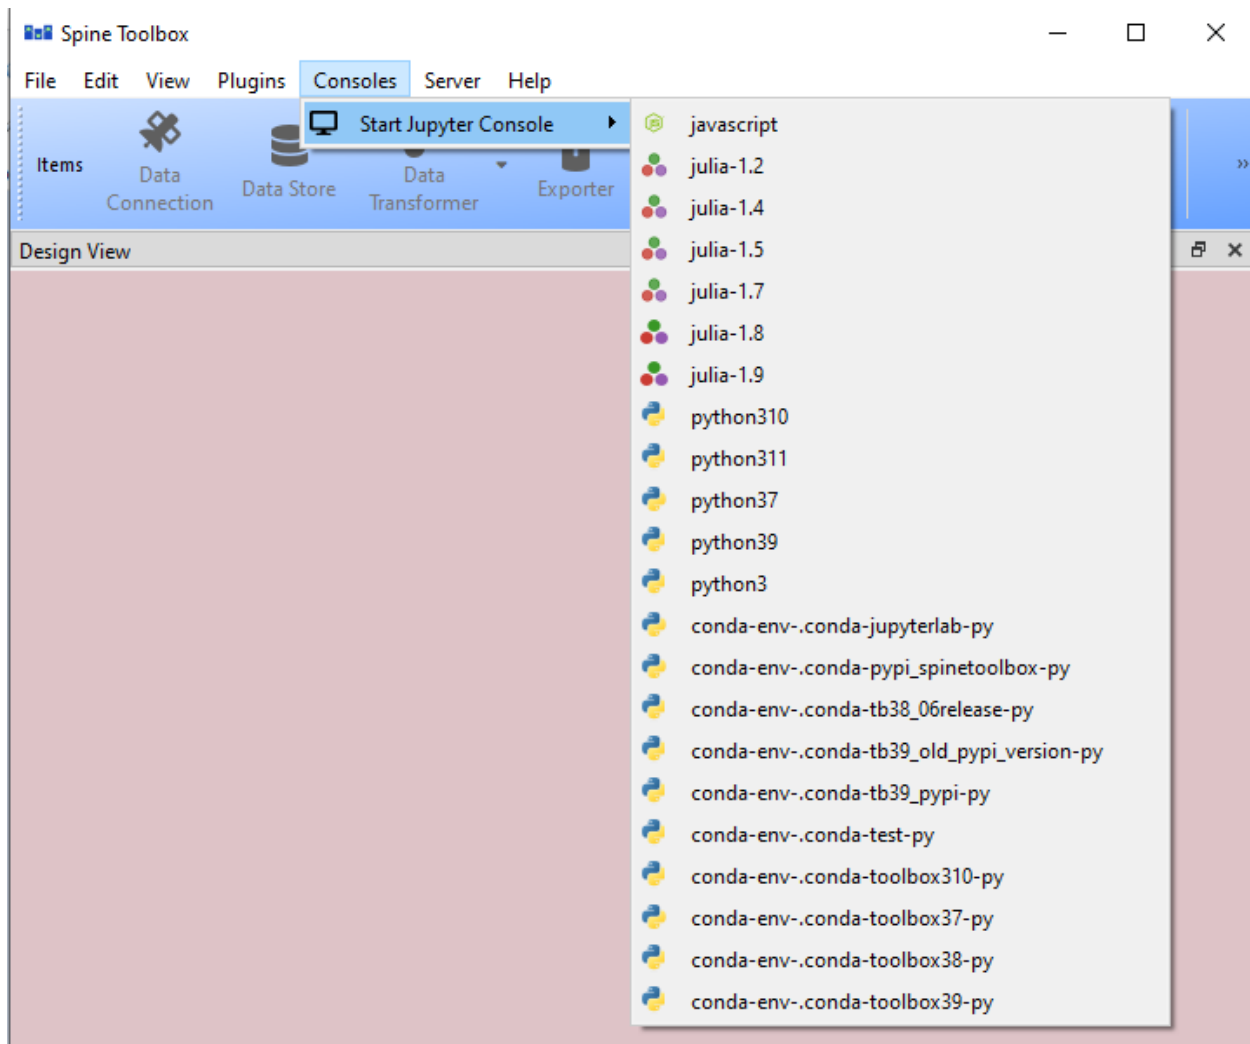 Spine Toolbox
File Edit View Plugins Consoles Server Help
Start Jupyter Console
Items
Data Connection
Data Store
Data Transformer
Exporter
»
Design View
javascript
julia-1.2
julia-1.4
julia-1.5
julia-1.7
julia-1.8
julia-1.9
python310
python311
python37
python39
python3
conda-env-.conda-jupyterlab-py
conda-env-.conda-pypi_spinetoolbox-py
conda-env-.conda-tb38_06release-py
conda-env-.conda-tb39_old_pypi_version-py
conda-env-.conda-tb39_pypi-py
conda-env-.conda-test-py
conda-env-.conda-toolbox310-py
conda-env-.conda-toolbox37-py
conda-env-.conda-toolbox38-py
conda-env-.conda-toolbox39-py